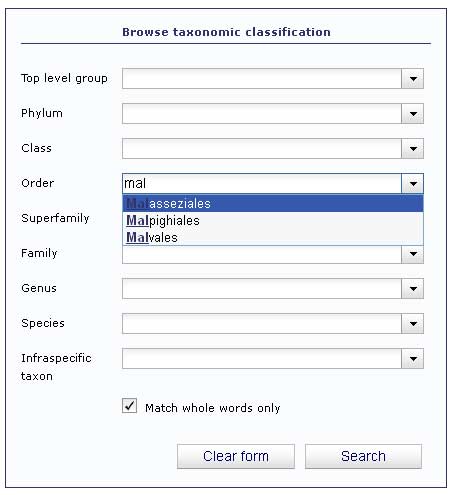 Browse taxonomic classification
Top level group
Phylum
Class
Order mal
Malasseziales
Superfamily Malpighiales
Malvales
Family
Genus
Species
Infraspecific
taxon
Match whole words only
Clear form Search